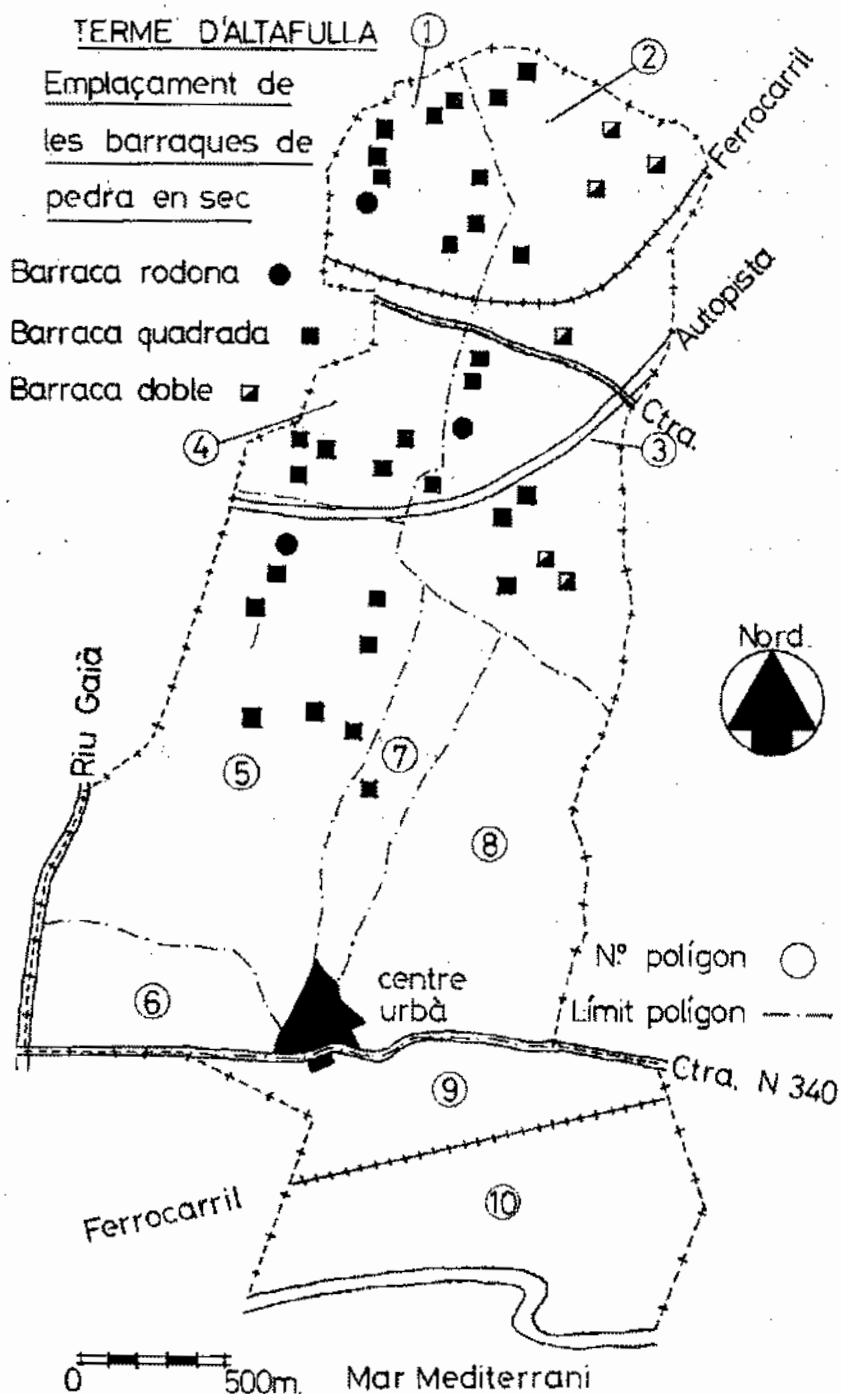 TERME D'ALTAFULLA
Emplaçament de
les barraques de
pedra en sec
Barraca rodona
Barraca quadrada
Barraca doble
1
2
Ferrocarril
Autopista
Ctra.
3
4
Nord
Riu Gaià
5
7
8
6
centre
urbà
N.º polígon
Límit polígon
Ctra. N 340
9
Ferrocarril
10
0 500m.
Mar Mediterrani